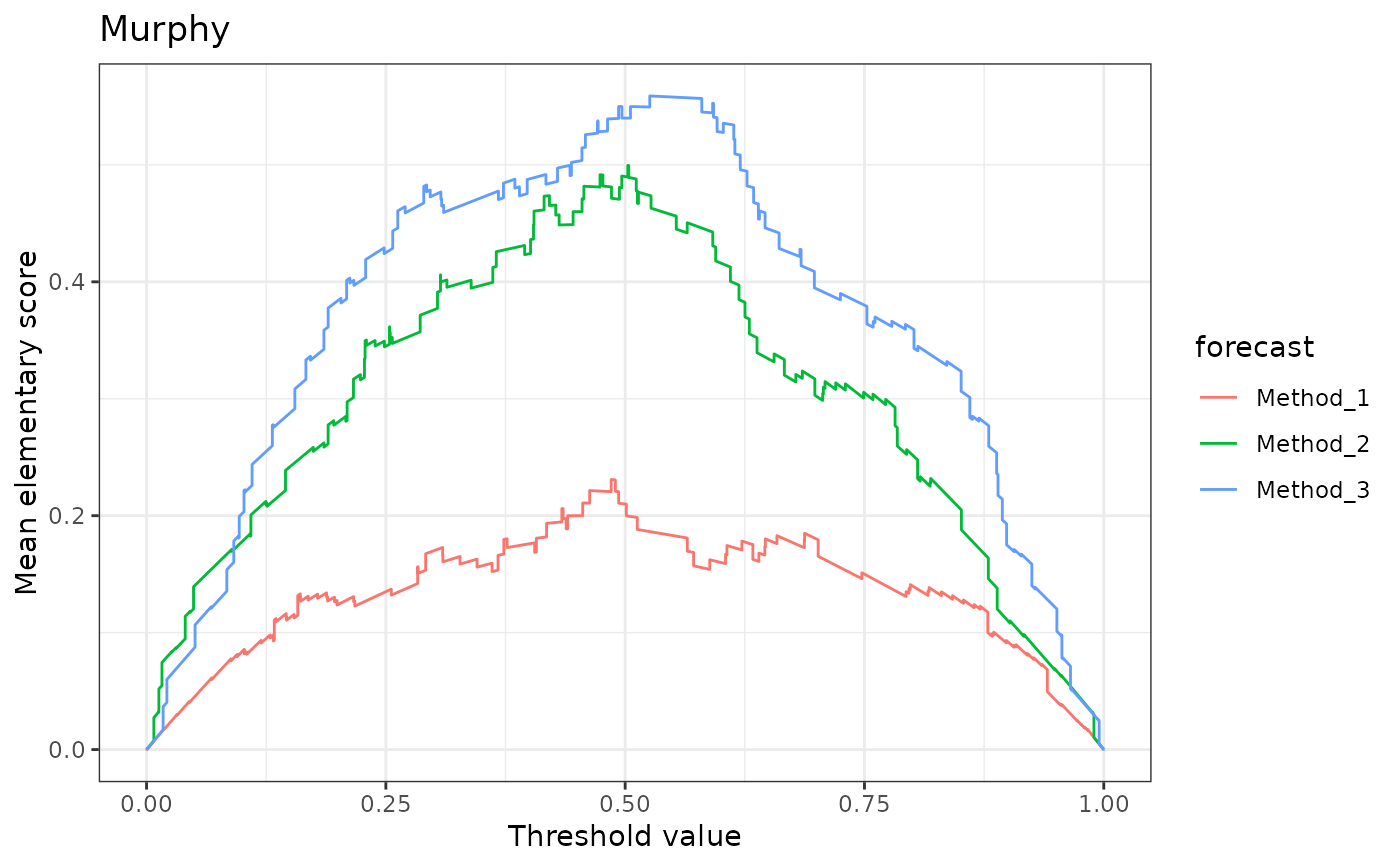 Murphy
Mean elementary score
0.4
0.2
0.0
0.00 0.25 0.50 0.75 1.00
Threshold value
forecast
Method_1
Method_2
Method_3